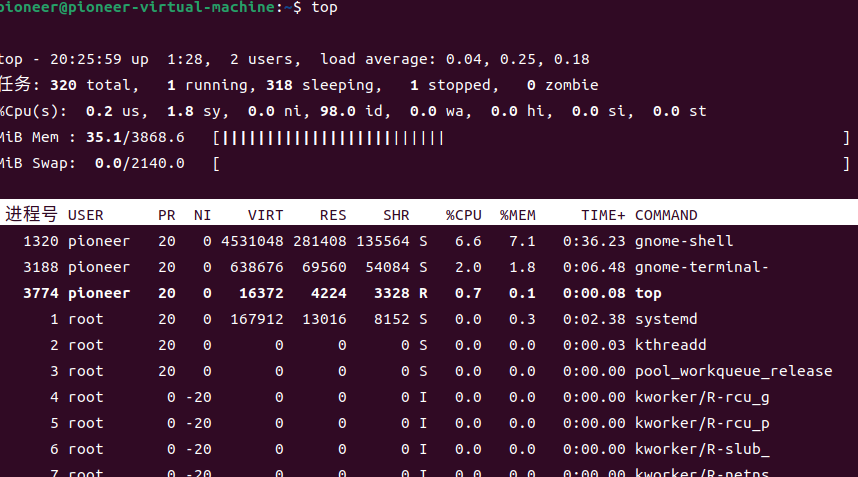 pioneer@pioneer-virtual-machine:~$ top
top - 20:25:59 up  1:28,  2 users,  load average: 0.04, 0.25, 0.18
任务: 320 total,   1 running, 318 sleeping,   1 stopped,   0 zombie
%Cpu(s):  0.2 us,  1.8 sy,  0.0 ni, 98.0 id,  0.0 wa,  0.0 hi,  0.0 si,  0.0 st
MiB Mem : 35.1/3868.6   [|||||||||||||||||||||||||                                            ]
MiB Swap:  0.0/2140.0   [                                                                     ]
进程号 USER      PR  NI    VIRT    RES    SHR    %CPU  %MEM     TIME+ COMMAND
1320 pioneer   20   0 4531048 281408 135564 S   6.6   7.1   0:36.23 gnome-shell
3188 pioneer   20   0  638676  69560  54084 S   2.0   1.8   0:06.48 gnome-terminal-
3774 pioneer   20   0   16372   4224   3328 R   0.7   0.1   0:00.08 top
1 root      20   0  167912  13016   8152 S   0.0   0.3   0:02.38 systemd
2 root      20   0       0      0      0 S   0.0   0.0   0:00.03 kthreadd
3 root      20   0       0      0      0 S   0.0   0.0   0:00.00 pool_workqueue_release
4 root       0 -20       0      0      0 I   0.0   0.0   0:00.00 kworker/R-rcu_g
5 root       0 -20       0      0      0 I   0.0   0.0   0:00.00 kworker/R-rcu_p
6 root       0 -20       0      0      0 I   0.0   0.0   0:00.00 kworker/R-slub_
7 root       0 -20       0      0      0 I   0.0   0.0   0:00.00 kworker/R-netns